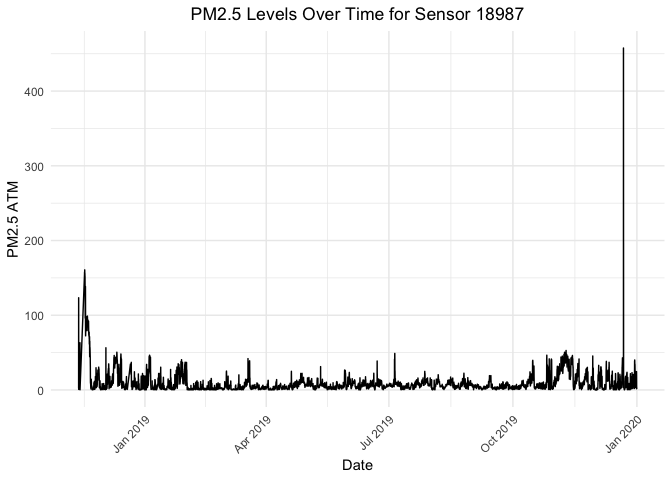 PM2.5 Levels Over Time for Sensor 18987
PM2.5 ATM
400
300
200
100
0
Jan 2019
Apr 2019
Jul 2019
Oct 2019
Jan 2020
Date